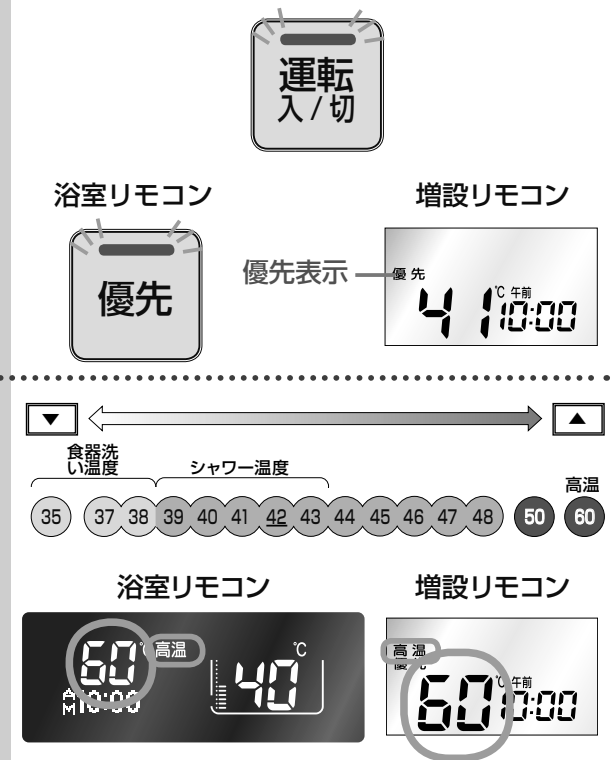 運転
入/切
浴室リモコン
増設リモコン
優先
優先表示
優先
41℃ 午前 10:00
▼ ▲
食器洗
い温度
シャワー温度
高温
35 37 38 39 40 41 42 43 44 45 46 47 48 50 60
浴室リモコン
増設リモコン
60℃ 高温
AM10:00
40℃
高温
優先
60℃ 午前 10:00